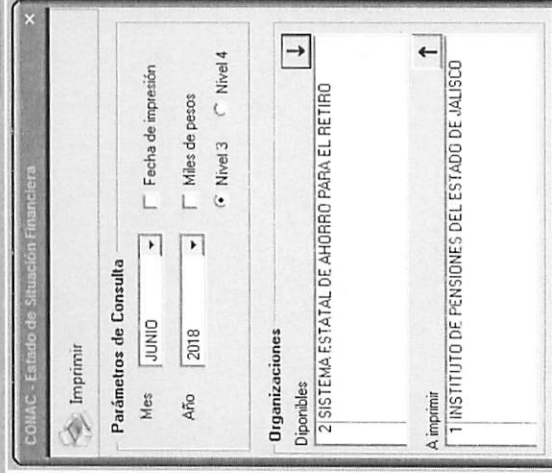 CONAC - Estado de Situación Financiera
Imprimir
Parámetros de Consulta
Mes JUNIO Fecha de impresión
Año 2018 Miles de pesos
Nivel 3 Nivel 4
Organizaciones
Diponibles
2 SISTEMA ESTATAL DE AHORRO PARA EL RETIRO
A imprimir
1 INSTITUTO DE PENSIONES DEL ESTADO DE JALISCO